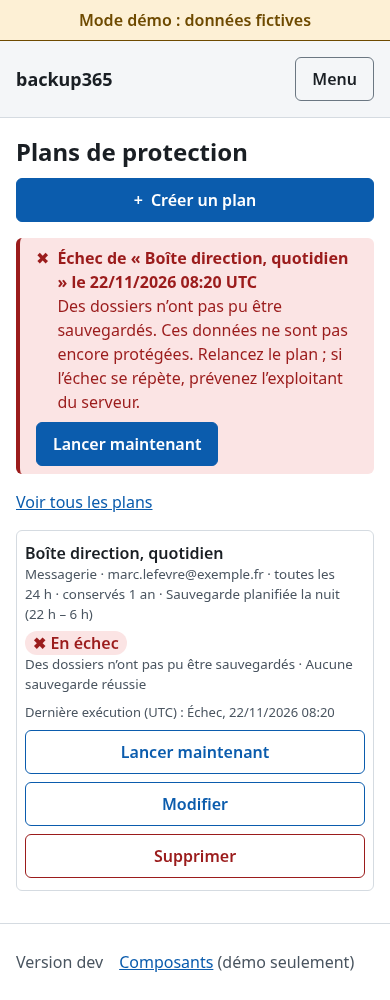 Mode démo : données fictives
backup365
Menu
Plans de protection
+ Créer un plan
✖ Échec de « Boîte direction, quotidien
» le 22/11/2026 08:20 UTC
Des dossiers n’ont pas pu être
sauvegardés. Ces données ne sont pas
encore protégées. Relancez le plan ; si
l’échec se répète, prévenez l’exploitant
du serveur.
Lancer maintenant
Voir tous les plans
Boîte direction, quotidien
Messagerie · marc.lefevre@exemple.fr · toutes les
24 h · conservés 1 an · Sauvegarde planifiée la nuit
(22 h – 6 h)
✖ En échec
Des dossiers n’ont pas pu être sauvegardés · Aucune
sauvegarde réussie
Dernière exécution (UTC) : Échec, 22/11/2026 08:20
Lancer maintenant
Modifier
Supprimer
Version dev Composants (démo seulement)